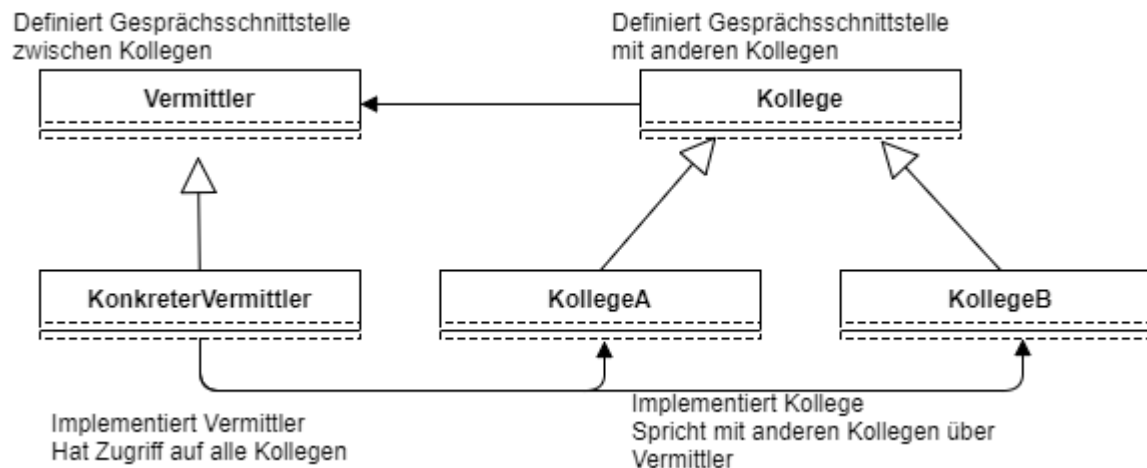 Definiert Gesprächsschnittstelle
zwischen Kollegen
Definiert Gesprächsschnittstelle
mit anderen Kollegen
Vermittler
Kollege
KonkreterVermittler
KollegeA
KollegeB
Implementiert Vermittler
Hat Zugriff auf alle Kollegen
Implementiert Kollege
Spricht mit anderen Kollegen über
Vermittler